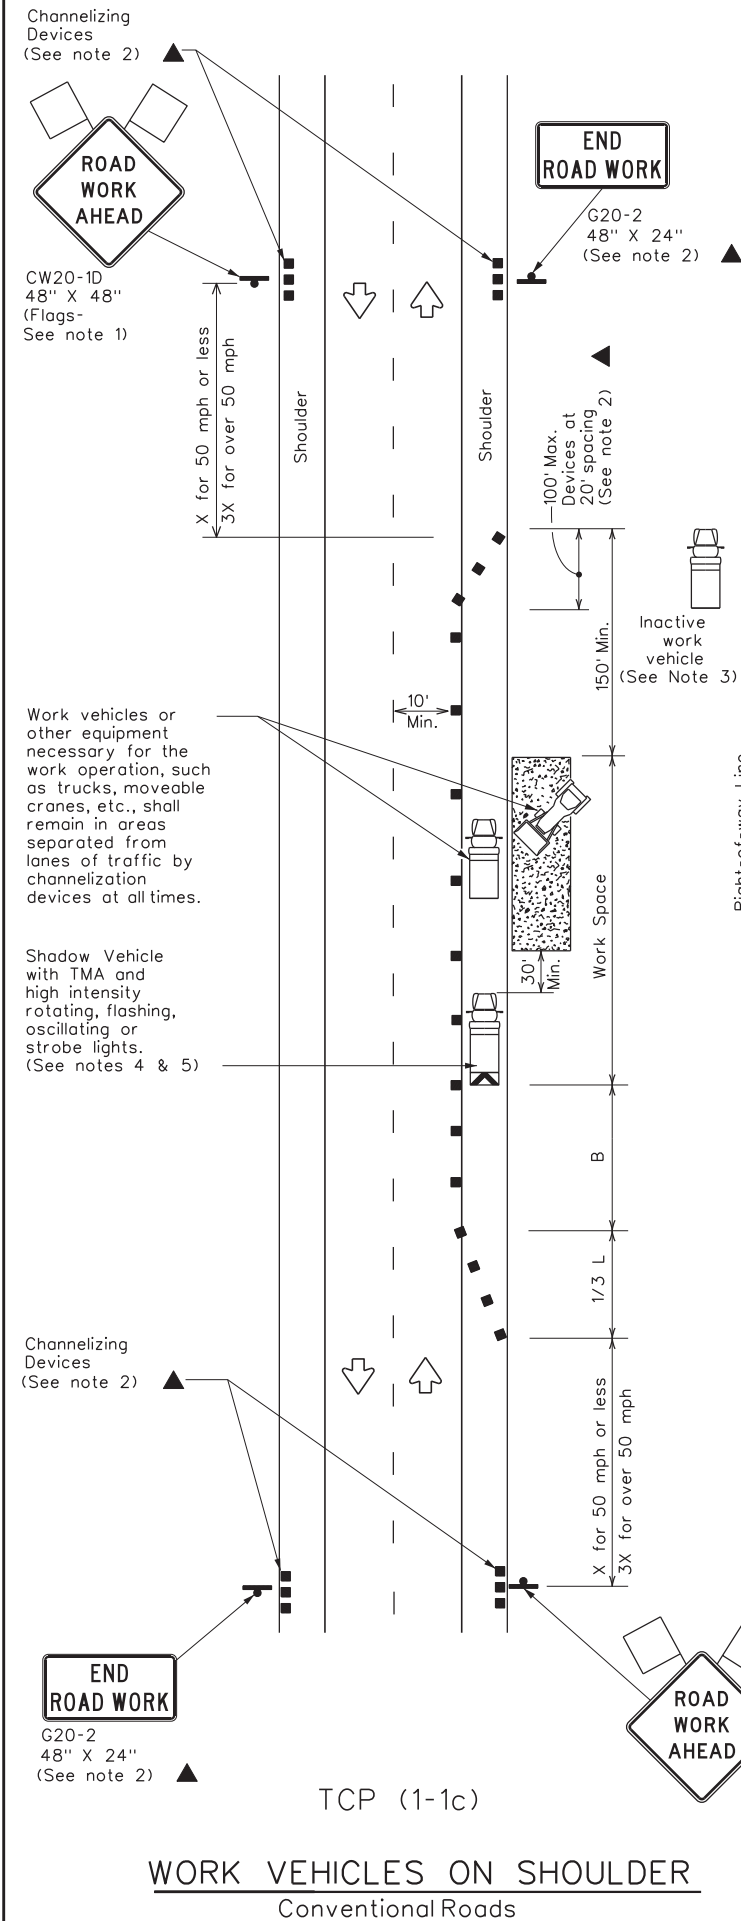 Channelizing
Devices
(See note 2)
ROAD
WORK
AHEAD
CW20-1D
48" X 48"
(Flags-
See note 1)
END
ROAD WORK
G20-2
48" X 24"
(See note 2)
X for 50 mph or less
3X for over 50 mph
Shoulder
Shoulder
100' Max.
Devices at
20' spacing
(See note 2)
150' Min.
Inactive
work
vehicle
(See Note 3)
10'
Min.
Work vehicles or
other equipment
necessary for the
work operation, such
as trucks, moveable
cranes, etc., shall
remain in areas
separated from
lanes of traffic by
channelization
devices at all times.
Right-of-way Line
Work Space
30'
Min.
Shadow Vehicle
with TMA and
high intensity
rotating, flashing,
oscillating or
strobe lights.
(See notes 4 & 5)
B
1/3 L
Channelizing
Devices
(See note 2)
X for 50 mph or less
3X for over 50 mph
END
ROAD WORK
G20-2
48" X 24"
(See note 2)
ROAD
WORK
AHEAD
TCP (1-1c)
WORK VEHICLES ON SHOULDER
Conventional Roads